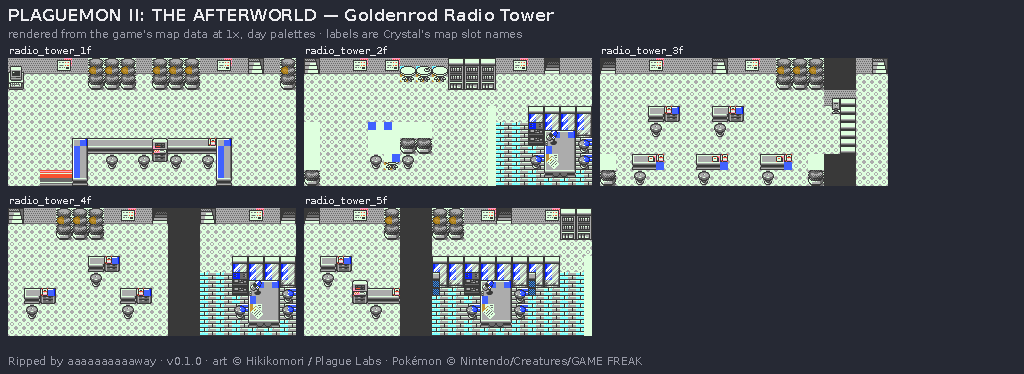 PLAGUEMON II: THE AFTERWORLD — Goldenrod Radio Tower
rendered from the game's map data at 1x, day palettes · labels are Crystal's map slot names
radio_tower_1f
radio_tower_2f
radio_tower_3f
radio_tower_4f
radio_tower_5f
Ripped by aaaaaaaaaaway · v0.1.0 · art © Hikikomori / Plague Labs · Pokémon © Nintendo/Creatures/GAME FREAK